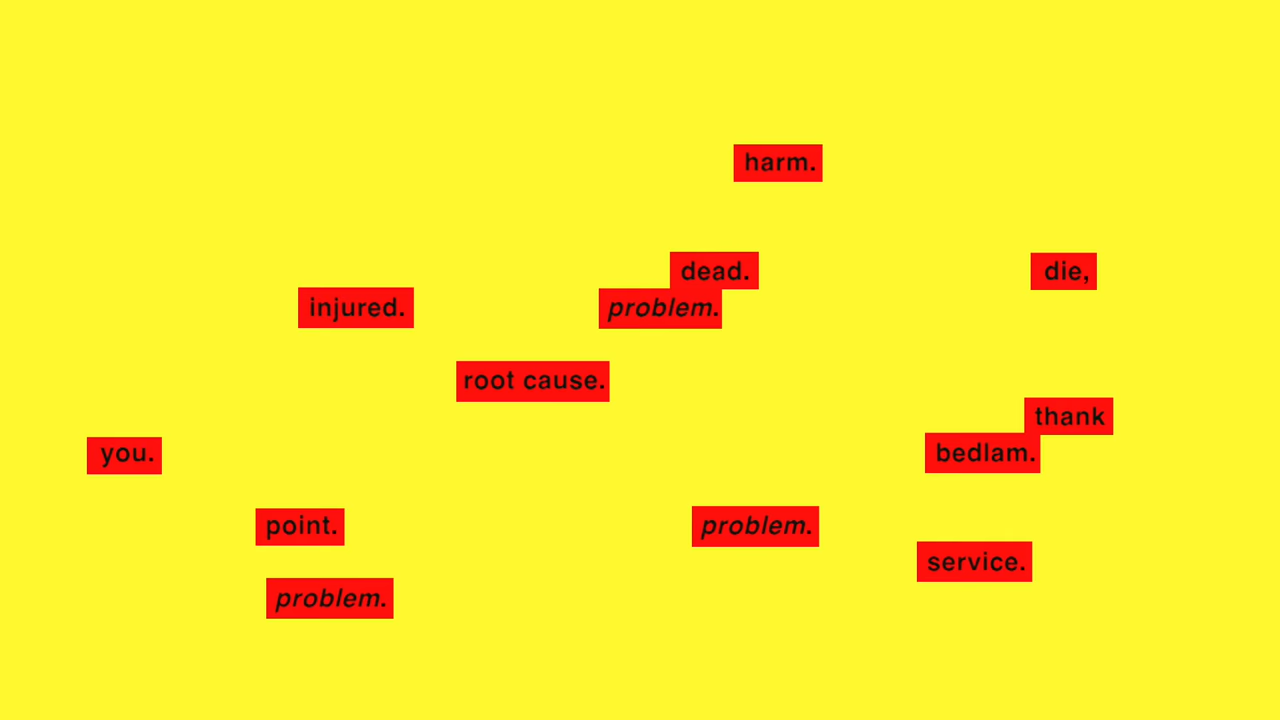 harm.
dead. die,
injured. problem.
root cause.
thank
you. bedlam.
point. problem.
service.
problem.